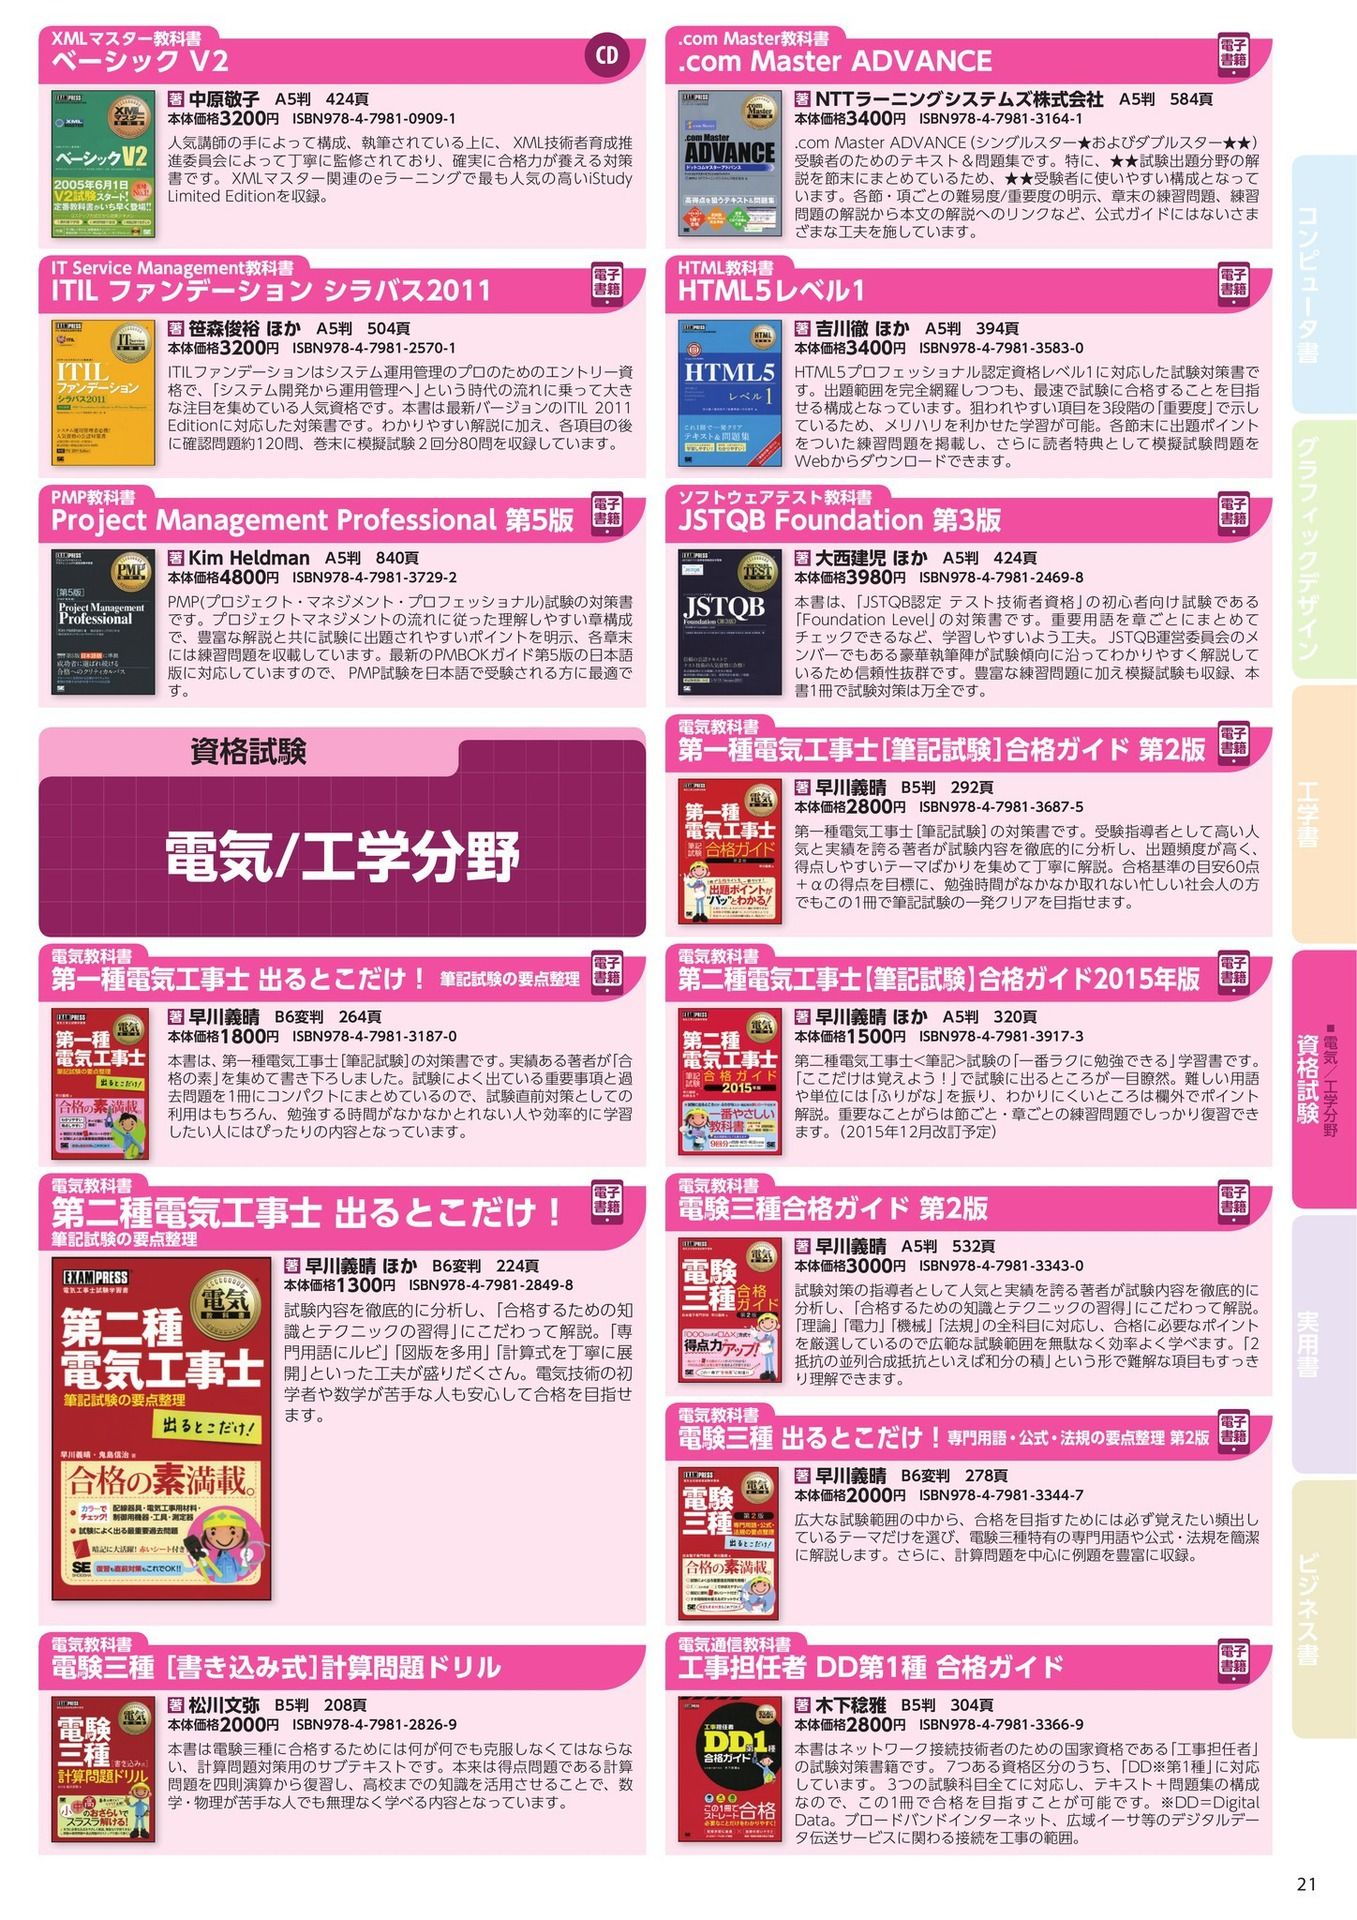 XMLマスター教科書
ベーシック V2
CD
著 中原敬子 A5判 424頁
本体価格3200円 ISBN978-4-7981-0909-1
人気講師の手によって構成、執筆されている上に、XML技術者育成推
進委員会によって丁寧に監修されており、確実に合格力が養える対策
書です。XMLマスター関連のeラーニングで最も人気の高いiStudy
Limited Editionを収録。
IT Service Management教科書
ITIL ファンデーション シラバス2011
電子書籍
著 笹森俊裕 ほか A5判 504頁
本体価格3200円 ISBN978-4-7981-2570-1
ITILファンデーションはシステム運用管理のプロのためのエントリー資
格で、「システム開発から運用管理へ」という時代の流れに乗って大き
な注目を集めている人気資格です。本書は最新バージョンのITIL 2011
Editionに対応した対策書です。わかりやすい解説に加え、各項目の後
に確認問題約120問、巻末に模擬試験２回分80問を収録しています。
PMP教科書
Project Management Professional 第5版
電子書籍
著 Kim Heldman A5判 840頁
本体価格4800円 ISBN978-4-7981-3729-2
PMP(プロジェクト・マネジメント・プロフェッショナル)試験の対策書
です。プロジェクトマネジメントの流れに従った理解しやすい章構成
で、豊富な解説と共に試験に出題されやすいポイントを明示、各章末
には練習問題を収載しています。最新のPMBOKガイド第5版の日本語
版に対応していますので、PMP試験を日本語で受験される方に最適で
す。
資格試験
電気/工学分野
電気教科書
第一種電気工事士 出るとこだけ！ 筆記試験の要点整理
電子書籍
著 早川義晴 B6変判 264頁
本体価格1800円 ISBN978-4-7981-3187-0
本書は、第一種電気工事士[筆記試験]の対策書です。実績ある著者が「合
格の素」を集めて書き下ろしました。試験によく出ている重要事項と過
去問題を1冊にコンパクトにまとめているので、試験直前対策としての
利用はもちろん、勉強する時間がなかなかとれない人や効率的に学習
したい人にはぴったりの内容となっています。
電気教科書
第二種電気工事士 出るとこだけ！
筆記試験の要点整理
電子書籍
著 早川義晴 ほか B6変判 224頁
本体価格1300円 ISBN978-4-7981-2849-8
試験内容を徹底的に分析し、「合格するための知
識とテクニックの習得」にこだわって解説。「専
門用語にルビ」「図版を多用」「計算式を丁寧に展
開」といった工夫が盛りだくさん。電気技術の初
学者や数学が苦手な人も安心して合格を目指せ
ます。
EXAMPRESS
電気工事士試験学習書
電気教科書
第二種
電気工事士
筆記試験の要点整理
出るとこだけ！
早川義晴・鬼島信治 著
合格の素満載。
カラーでチェック！ 配線器具・電気工事用材料・
制御用機器・工具・測定器
試験によく出る最重要過去問題
暗記に大活躍！赤いシート付き
復習も直前対策もこれでOK!!
SE
SHOEISHA
電気教科書
電験三種 [書き込み式]計算問題ドリル
著 松川文弥 B5判 208頁
本体価格2000円 ISBN978-4-7981-2826-9
本書は電験三種に合格するためには何が何でも克服しなくてはならな
い、計算問題対策用のサブテキストです。本来は得点問題である計算
問題を四則演算から復習し、高校までの知識を活用させることで、数
学・物理が苦手な人でも無理なく学べる内容となっています。
.com Master教科書
.com Master ADVANCE
電子書籍
著 NTTラーニングシステムズ株式会社 A5判 584頁
本体価格3400円 ISBN978-4-7981-3164-1
.com Master ADVANCE (シングルスター★およびダブルスター★★)
受験者のためのテキスト＆問題集です。特に、★★試験出題分野の解
説を節末にまとめているため、★★受験者に使いやすい構成となって
います。各節・項ごとの難易度/重要度の明示、章末の練習問題、練習
問題の解説から本文の解説へのリンクなど、公式ガイドにはないさま
ざまな工夫を施しています。
HTML教科書
HTML5レベル1
電子書籍
著 吉川徹 ほか A5判 394頁
本体価格3400円 ISBN978-4-7981-3583-0
HTML5プロフェッショナル認定資格レベル1に対応した試験対策書で
す。出題範囲を完全網羅しつつも、最速で試験に合格することを目指
せる構成となっています。狙われやすい項目を3段階の「重要度」で示し
ているため、メリハリを利かせた学習が可能。各節末に出題ポイント
をついた練習問題を掲載し、さらに読者特典として模擬試験問題を
Webからダウンロードできます。
ソフトウェアテスト教科書
JSTQB Foundation 第3版
著 大西建児 ほか A5判 424頁
本体価格3980円 ISBN978-4-7981-2469-8
本書は、「JSTQB認定 テスト技術者資格」の初心者向け試験である
「Foundation Level」の対策書です。重要用語を章ごとにまとめて
チェックできるなど、学習しやすいよう工夫。JSTQB運営委員会のメ
ンバーでもある豪華執筆陣が試験傾向に沿ってわかりやすく解説して
いるため信頼性抜群です。豊富な練習問題に加え模擬試験も収録、本
書1冊で試験対策は万全です。
電気教科書
第一種電気工事士[筆記試験]合格ガイド 第2版
電子書籍
著 早川義晴 B5判 292頁
本体価格2800円 ISBN978-4-7981-3687-5
第一種電気工事士[筆記試験]の対策書です。受験指導者として高い人
気と実績を誇る著者が試験内容を徹底的に分析し、出題頻度が高く、
得点しやすいテーマばかりを集めて丁寧に解説。合格基準の目安60点
＋αの得点を目標に、勉強時間がなかなか取れない忙しい社会人の方
でもこの1冊で筆記試験の一発クリアを目指せます。
電気教科書
第二種電気工事士【筆記試験】合格ガイド2015年版
著 早川義晴 ほか A5判 320頁
本体価格1500円 ISBN978-4-7981-3917-3
第二種電気工事士<筆記>試験の「一番ラクに勉強できる」学習書です。
「ここだけは覚えよう！」で試験に出るところが一目瞭然。難しい用語
や単位には「ふりがな」を振り、わかりにくいところは欄外でポイント
解説。重要なことがらは節ごと・章ごとの練習問題でしっかり復習でき
ます。(2015年12月改訂予定)
電気教科書
電験三種合格ガイド 第2版
電子書籍
著 早川義晴 A5判 532頁
本体価格3000円 ISBN978-4-7981-3343-0
試験対策の指導者として人気と実績を誇る著者が試験内容を徹底的に
分析し、「合格するための知識とテクニックの習得」にこだわって解説。
「理論」「電力」「機械」「法規」の全科目に対応し、合格に必要なポイント
を厳選しているので広範な試験範囲を無駄なく効率よく学べます。「2
抵抗の並列合成抵抗といえば和分の積」という形で難解な項目もすっき
り理解できます。
電気教科書
電験三種 出るとこだけ！専門用語・公式・法規の要点整理 第2版
電子書籍
著 早川義晴 B6変判 278頁
本体価格2000円 ISBN978-4-7981-3344-7
広大な試験範囲の中から、合格を目指すためには必ず覚えたい頻出し
ているテーマだけを選び、電験三種特有の専門用語や公式・法規を簡潔
に解説します。さらに、計算問題を中心に例題を豊富に収録。
電気通信教科書
工事担任者 DD第1種 合格ガイド
電子書籍
著 木下稔雅 B5判 304頁
本体価格2800円 ISBN978-4-7981-3366-9
本書はネットワーク接続技術者のための国家資格である「工事担任者」
の試験対策書籍です。7つある資格区分のうち、「DD※第1種」に対応
しています。3つの試験科目全てに対応し、テキスト＋問題集の構成
なので、この1冊で合格を目指すことが可能です。※DD＝Digital
Data。ブロードバンドインターネット、広域イーサ等のデジタルデー
タ伝送サービスに関わる接続を工事の範囲。
コンピュータ書
グラフィックデザイン
工学書
資格試験
■電気／工学分野
実用書
ビジネス書
21